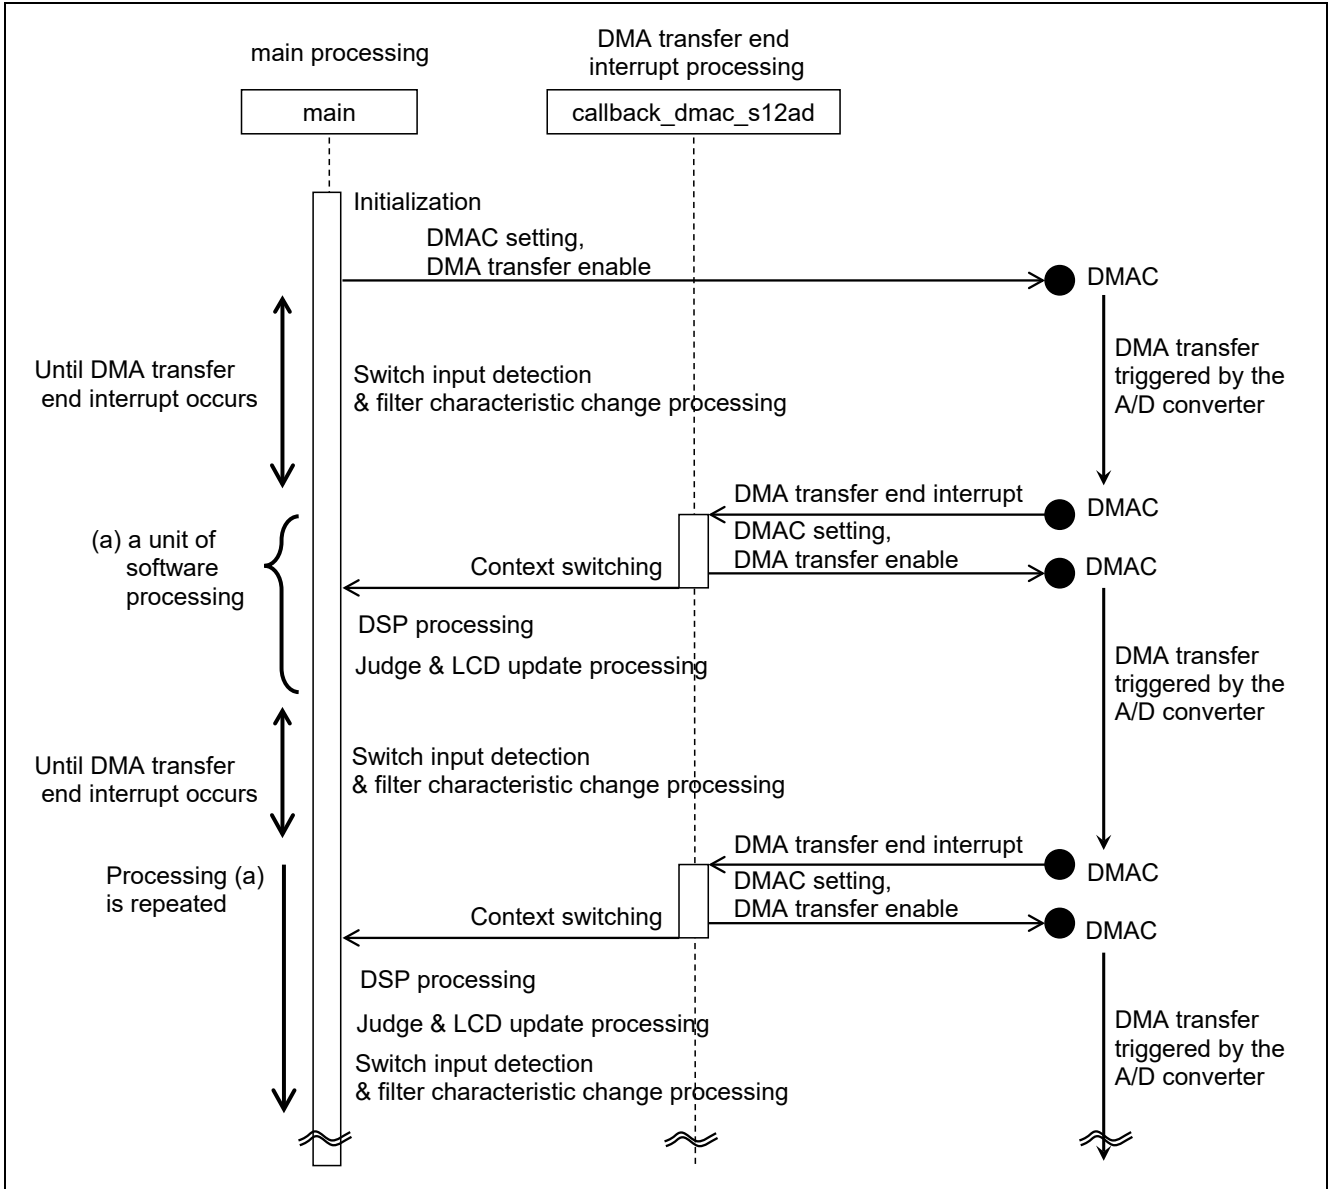 main processing
DMA transfer end
interrupt processing
main
callback_dmac_s12ad
Initialization
DMAC setting,
DMA transfer enable
DMAC
Until DMA transfer
end interrupt occurs
Switch input detection
& filter characteristic change processing
DMA transfer
triggered by the
A/D converter
DMA transfer end interrupt
DMAC
(a) a unit of
software
processing
DMAC setting,
DMA transfer enable
DMAC
Context switching
DSP processing
Judge & LCD update processing
DMA transfer
triggered by the
A/D converter
Until DMA transfer
end interrupt occurs
Switch input detection
& filter characteristic change processing
DMA transfer end interrupt
DMAC
Processing (a)
is repeated
DMAC setting,
DMA transfer enable
DMAC
Context switching
DSP processing
Judge & LCD update processing
Switch input detection
& filter characteristic change processing
DMA transfer
triggered by the
A/D converter